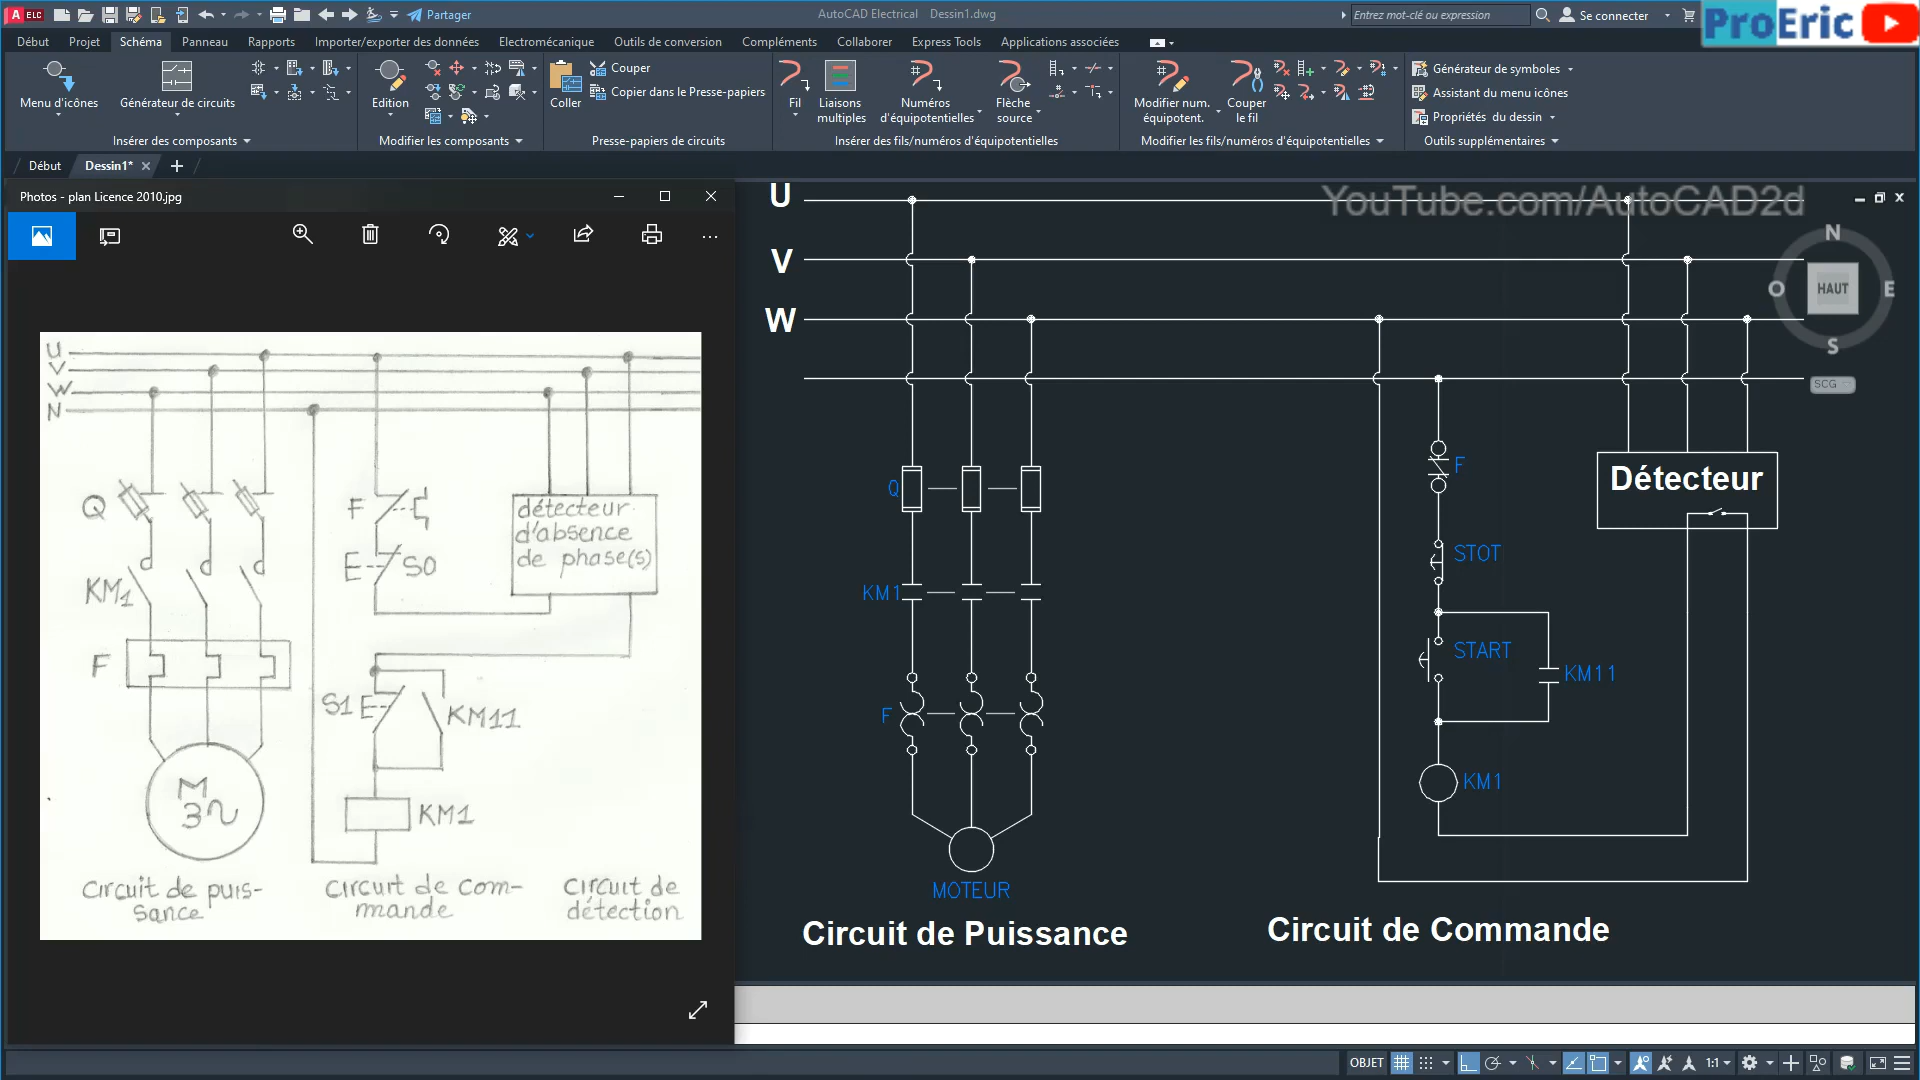 A ELC
Partager
AutoCAD Electrical Dessin1.dwg
Entrez mot-clé ou expression
Se connecter
ProEric
Début Projet Schéma Panneau Rapports Importer/exporter des données Electromécanique Outils de conversion Compléments Collaborer Express Tools Applications associées
Menu d'icônes
Générateur de circuits
Edition
Coller
Couper
Copier dans le Presse-papiers
Fil
Liaisons multiples
Numéros d'équipotentielles
Flèche source
Modifier num. équipotent.
Couper le fil
Générateur de symboles
Assistant du menu icônes
Propriétés du dessin
Insérer des composants
Modifier les composants
Presse-papiers de circuits
Insérer des fils/numéros d'équipotentielles
Modifier les fils/numéros d'équipotentielles
Outils supplémentaires
Début Dessin1*
Photos - plan Licence 2010.jpg
U
V
W
N
Q
KM1
F
M
3~
F
E
S0
détecteur
d'absence
de phase(s)
S1
E
KM11
KM1
Circuit de puis-
sance
Circuit de com-
mande
Circuit de
détection
YouTube.com/AutoCAD2d
U
V
W
N
O
HAUT
E
S
SCG
Q
KM1
F
MOTEUR
F
STOT
START
KM11
KM1
Détecteur
Circuit de Puissance
Circuit de Commande
OBJET
1:1